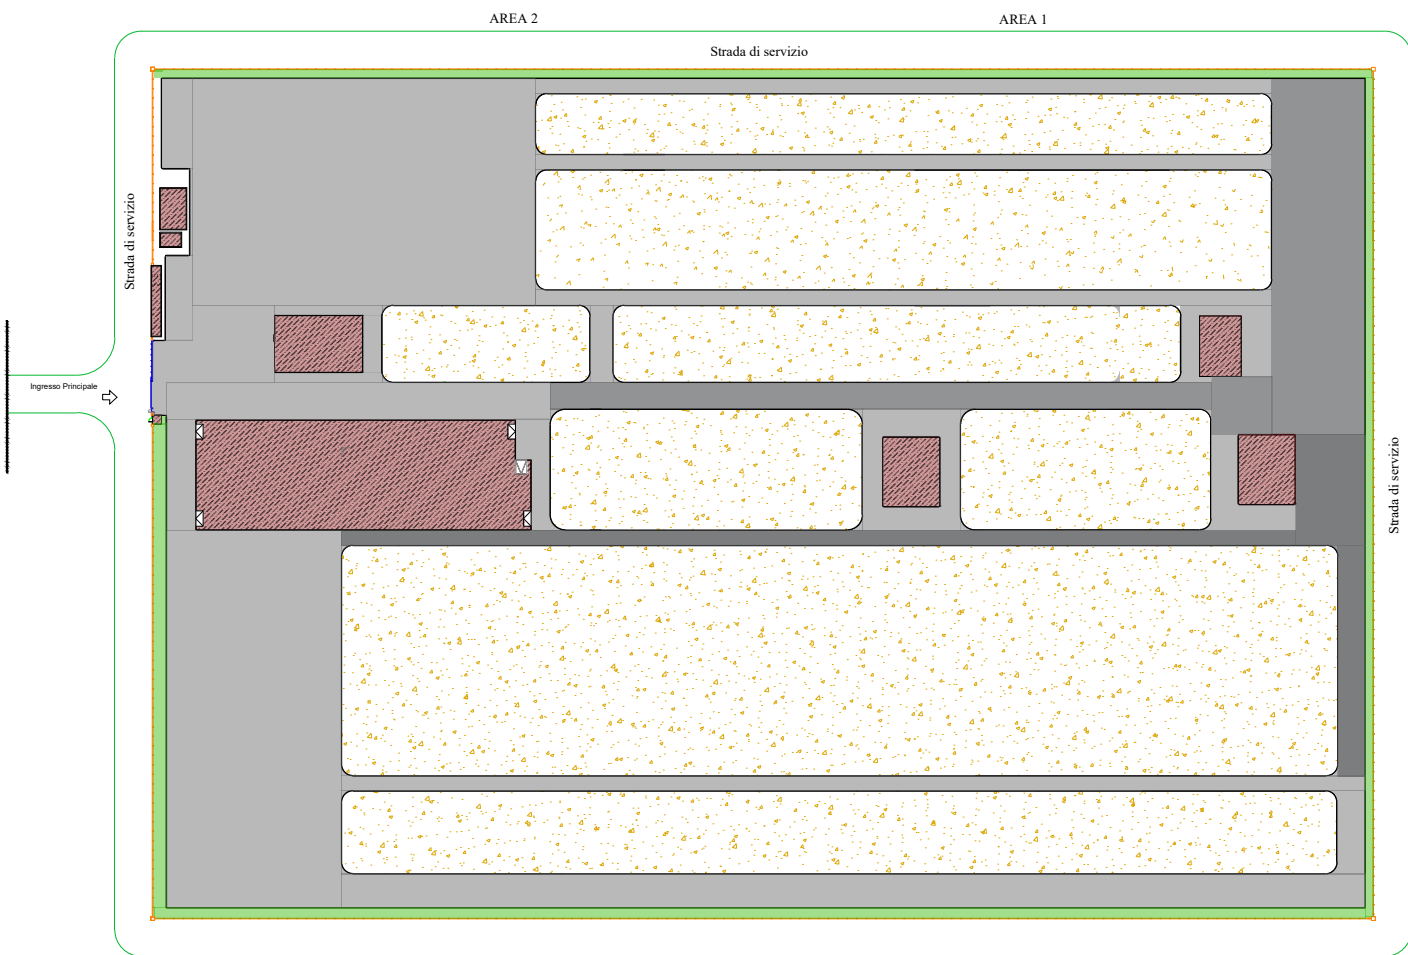 AREA 2
AREA 1
Strada di servizio
Strada di servizio
Ingresso Principale
Strada di servizio